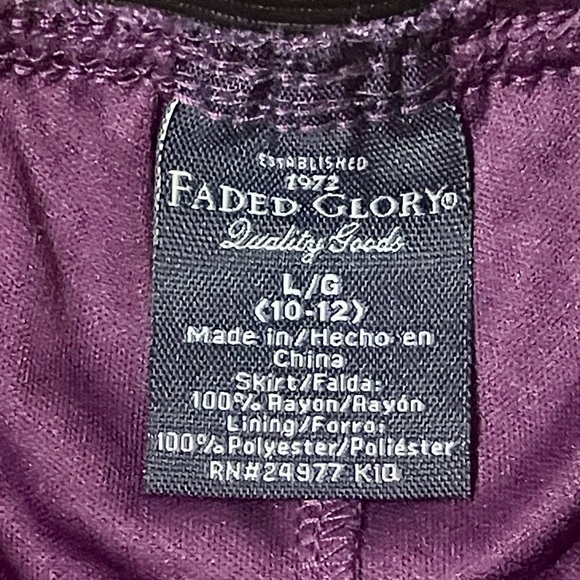 ESTABLISHED
1972
FADED GLORY®
Quality Goods
L/G
(10-12)
Made in/Hecho en
China
Skirt/Falda:
100% Rayon/Rayón
Lining/Forro:
100% Polyester/Poliéster
RN#24977 K1Q